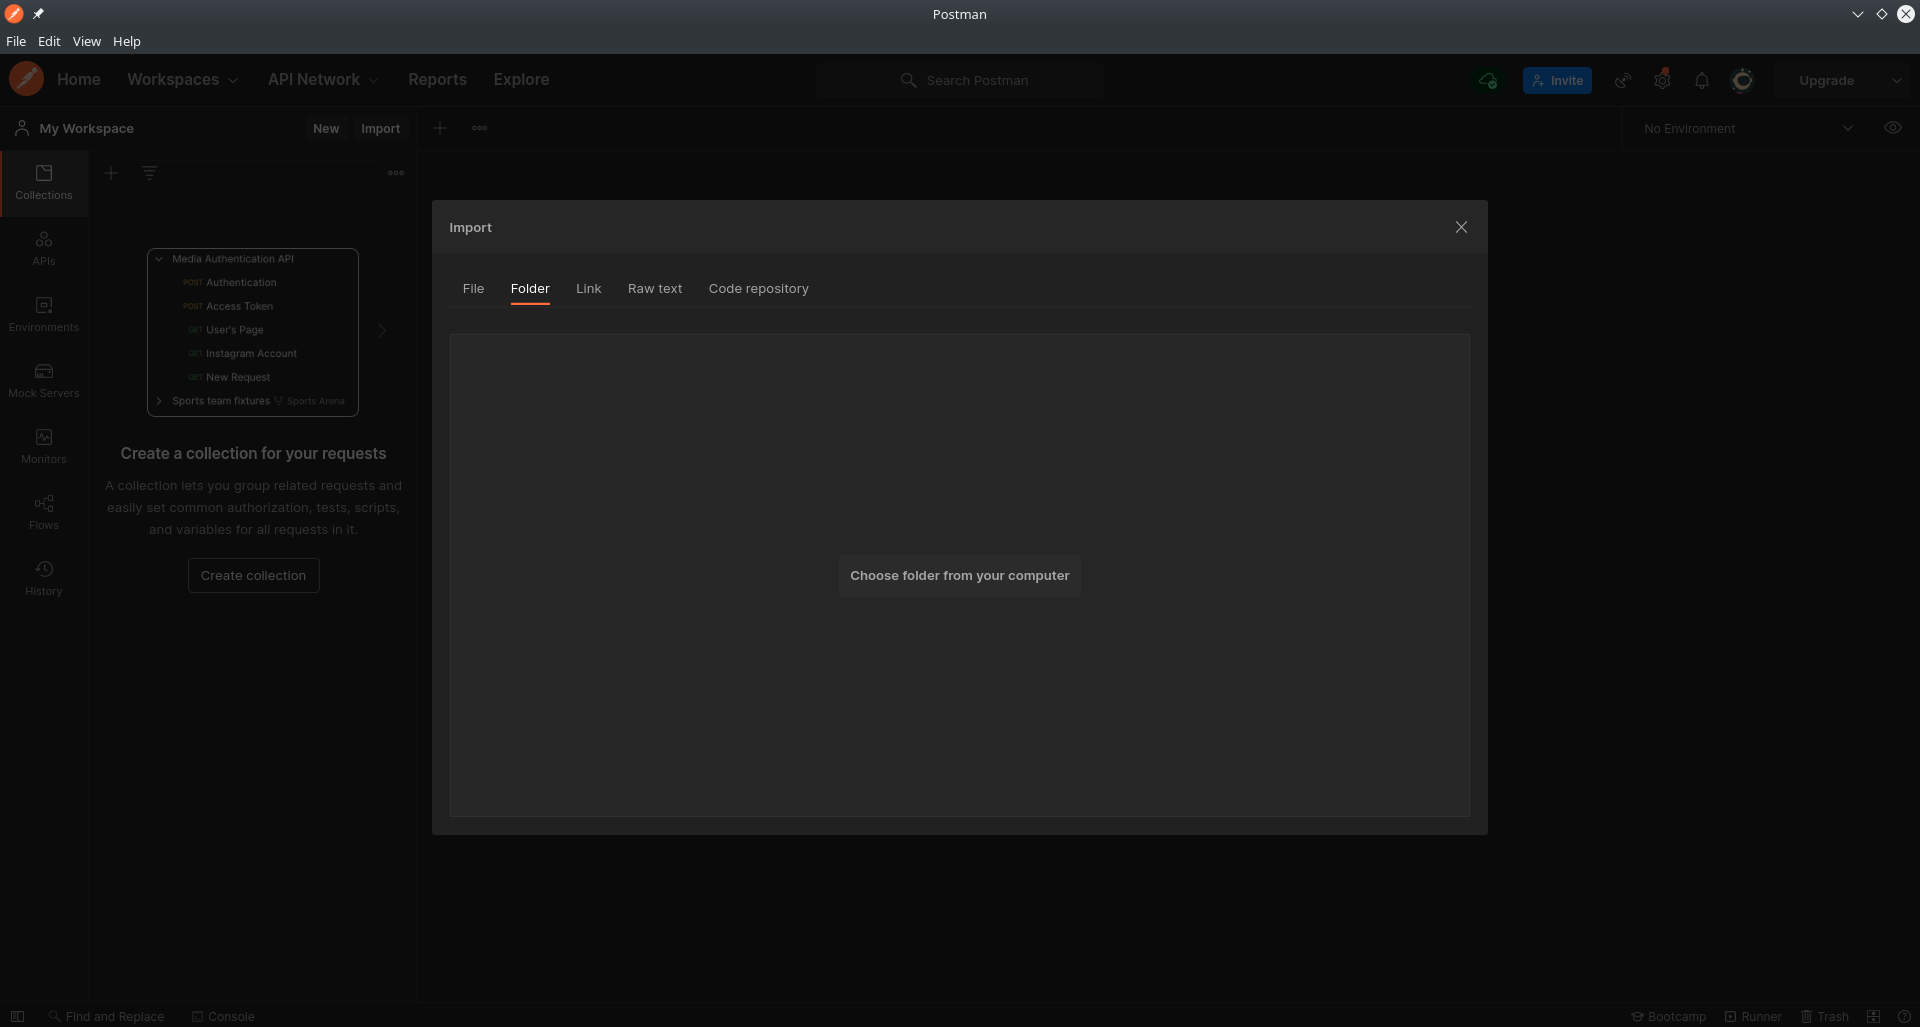 Postman
File Edit View Help
Home Workspaces API Network Reports Explore Search Postman Invite Upgrade
My Workspace New Import No Environment
Collections
APIs
Environments
Mock Servers
Monitors
Flows
History
Media Authentication API
POST Authentication
POST Access Token
GET User's Page
GET Instagram Account
GET New Request
Sports team fixtures Sports Arena
Create a collection for your requests
A collection lets you group related requests and
easily set common authorization, tests, scripts,
and variables for all requests in it.
Create collection
Import
File Folder Link Raw text Code repository
Choose folder from your computer
Find and Replace Console Bootcamp Runner Trash